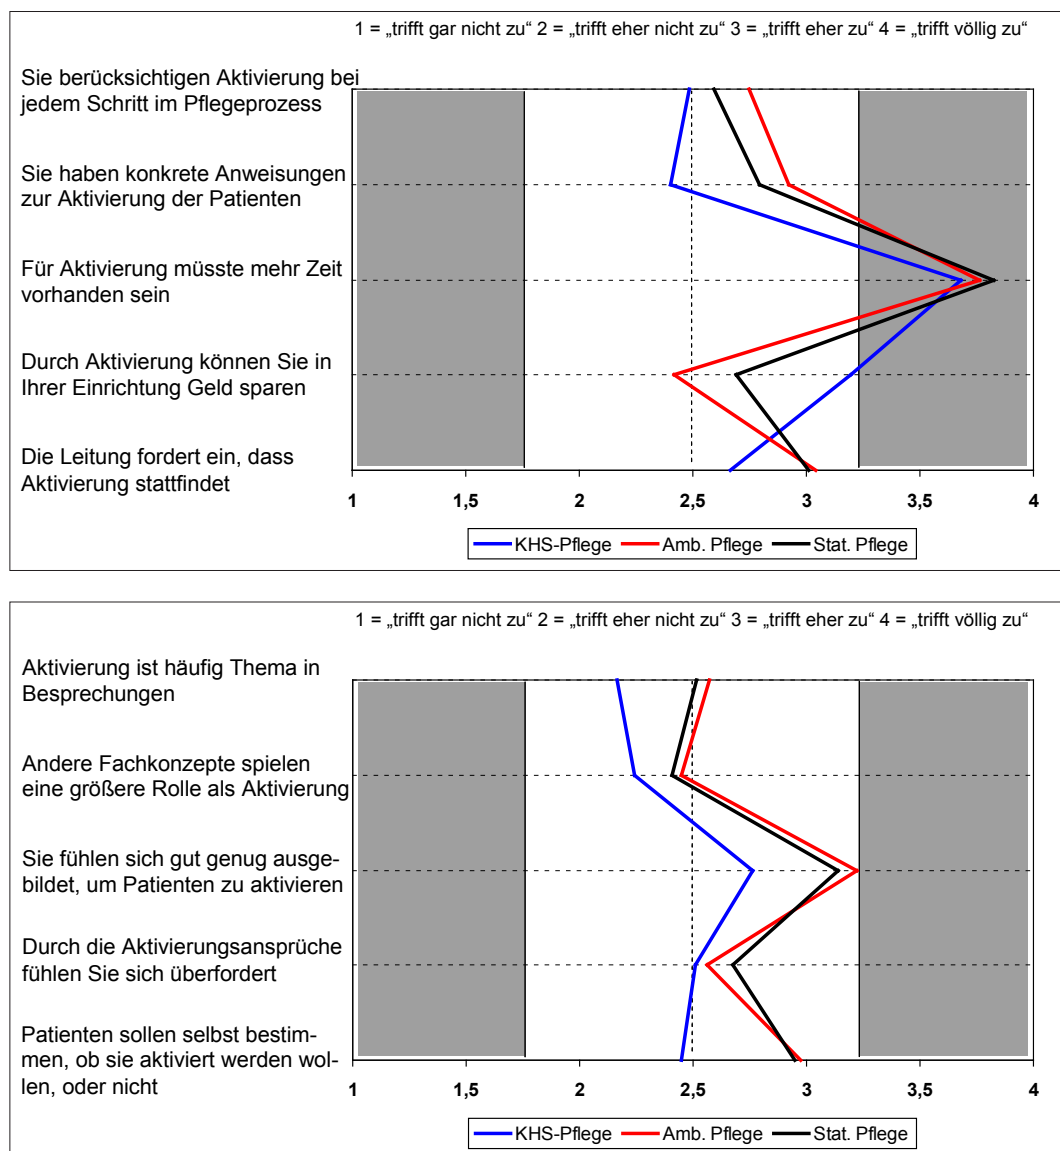 1 = „trifft gar nicht zu“ 2 = „trifft eher nicht zu“ 3 = „trifft eher zu“ 4 = „trifft völlig zu“
Sie berücksichtigen Aktivierung bei
jedem Schritt im Pflegeprozess
Sie haben konkrete Anweisungen
zur Aktivierung der Patienten
Für Aktivierung müsste mehr Zeit
vorhanden sein
Durch Aktivierung können Sie in
Ihrer Einrichtung Geld sparen
Die Leitung fordert ein, dass
Aktivierung stattfindet
1 1,5 2 2,5 3 3,5 4
KHS-Pflege Amb. Pflege Stat. Pflege
1 = „trifft gar nicht zu“ 2 = „trifft eher nicht zu“ 3 = „trifft eher zu“ 4 = „trifft völlig zu“
Aktivierung ist häufig Thema in
Besprechungen
Andere Fachkonzepte spielen
eine größere Rolle als Aktivierung
Sie fühlen sich gut genug ausge-
bildet, um Patienten zu aktivieren
Durch die Aktivierungsansprüche
fühlen Sie sich überfordert
Patienten sollen selbst bestim-
men, ob sie aktiviert werden wol-
len, oder nicht
1 1,5 2 2,5 3 3,5 4
KHS-Pflege Amb. Pflege Stat. Pflege